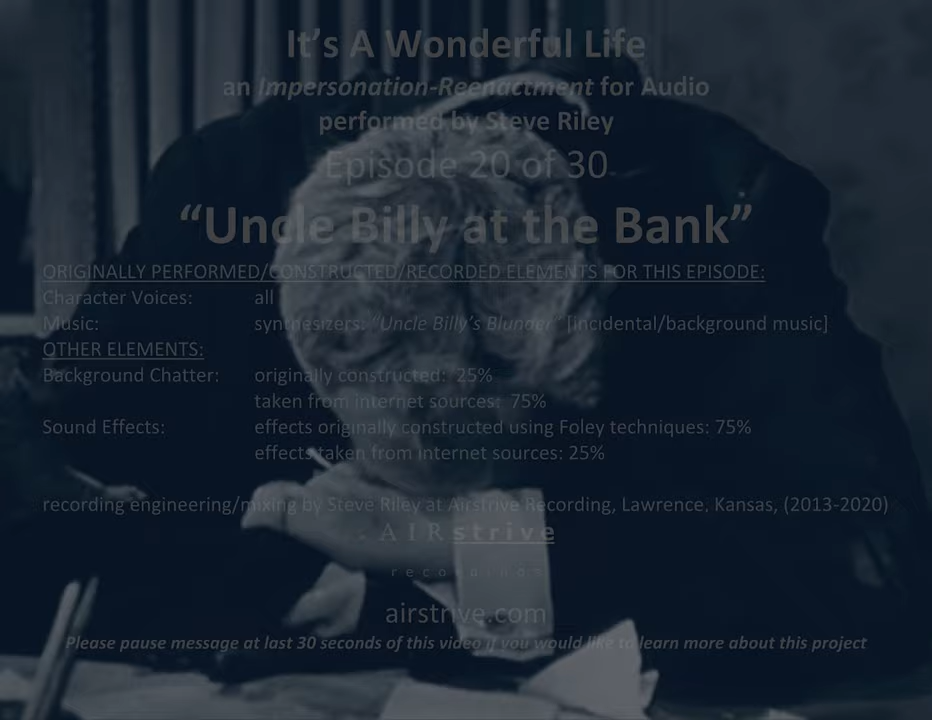 It’s A Wonderful Life
an Impersonation-Reenactment for Audio
performed by Steve Riley
Episode 20 of 30
“Uncle Billy at the Bank”
ORIGINALLY PERFORMED/CONSTRUCTED/RECORDED ELEMENTS FOR THIS EPISODE:
Character Voices: all
Music: synthesizers: “Uncle Billy’s Blunder” [incidental/background music]
OTHER ELEMENTS:
Background Chatter: originally constructed: 25%
taken from internet sources: 75%
Sound Effects: effects originally constructed using Foley techniques: 75%
effects taken from internet sources: 25%
recording engineering/mixing by Steve Riley at Airstrive Recording, Lawrence, Kansas, (2013-2020)
AIRstrive
recording
airstrive.com
Please pause message at last 30 seconds of this video if you would like to learn more about this project